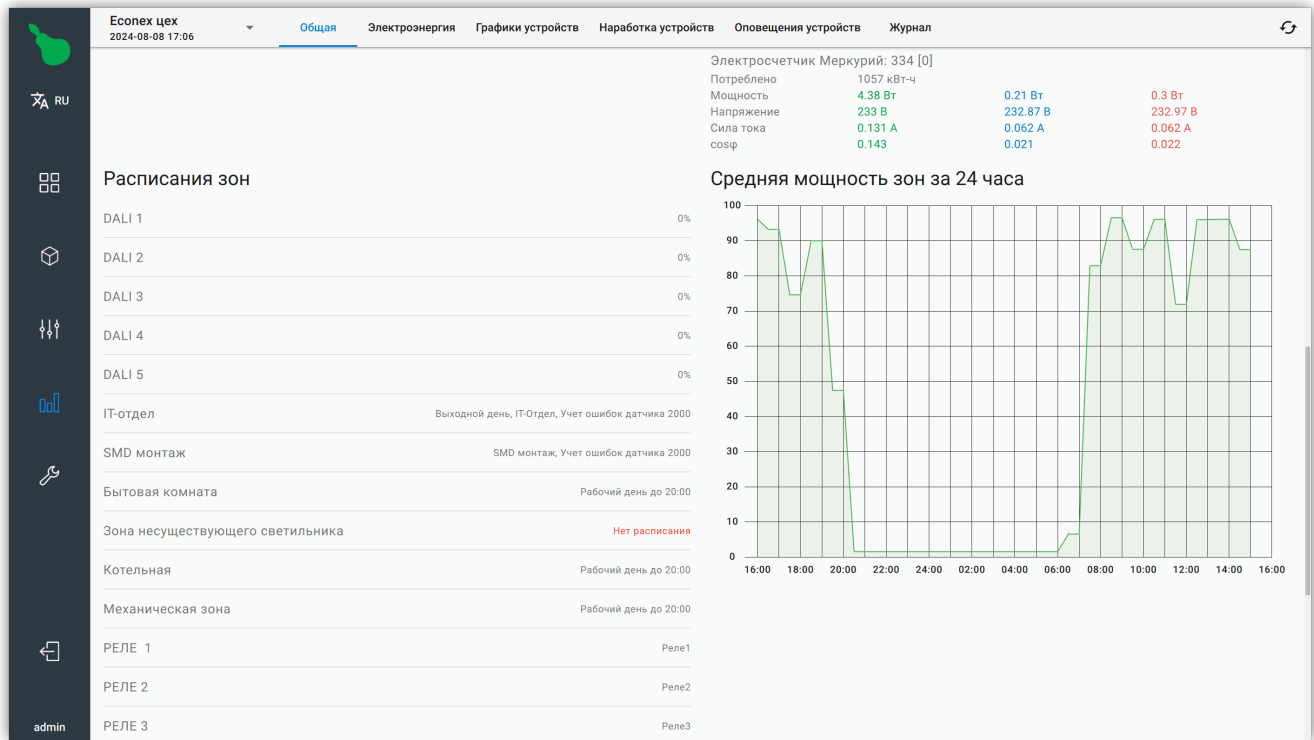 Econex цех
2024-08-08 17:06
Общая Электроэнергия Графики устройств Наработка устройств Оповещения устройств Журнал
RU
Электросчетчик Меркурий: 334 [0]
Потреблено 1057 кВт-ч
Мощность 4.38 Вт 0.21 Вт 0.3 Вт
Напряжение 233 В 232.87 В 232.97 В
Сила тока 0.131 А 0.062 А 0.062 А
cosφ 0.143 0.021 0.022
Расписания зон
DALI 1 0%
DALI 2 0%
DALI 3 0%
DALI 4 0%
DALI 5 0%
IT-отдел Выходной день, IT-Отдел, Учет ошибок датчика 2000
SMD монтаж SMD монтаж, Учет ошибок датчика 2000
Бытовая комната Рабочий день до 20:00
Зона несуществующего светильника Нет расписания
Котельная Рабочий день до 20:00
Механическая зона Рабочий день до 20:00
РЕЛЕ 1 Реле1
РЕЛЕ 2 Реле2
РЕЛЕ 3 Реле3
Средняя мощность зон за 24 часа
100
90
80
70
60
50
40
30
20
10
0
16:00 18:00 20:00 22:00 24:00 02:00 04:00 06:00 08:00 10:00 12:00 14:00 16:00
admin